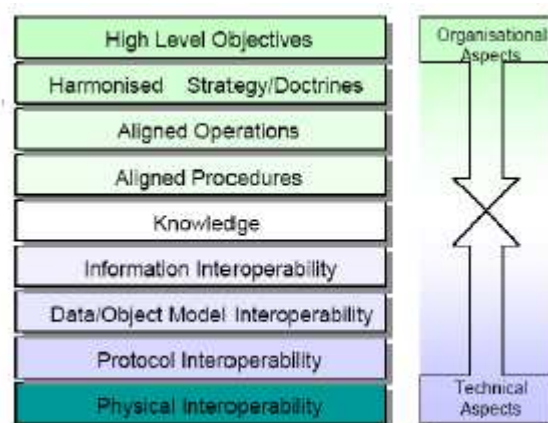 High Level Objectives
Harmonised Strategy/Doctrines
Aligned Operations
Aligned Procedures
Knowledge
Information Interoperability
Data/Object Model Interoperability
Protocol Interoperability
Physical Interoperability
Organisational
Aspects
Technical
Aspects